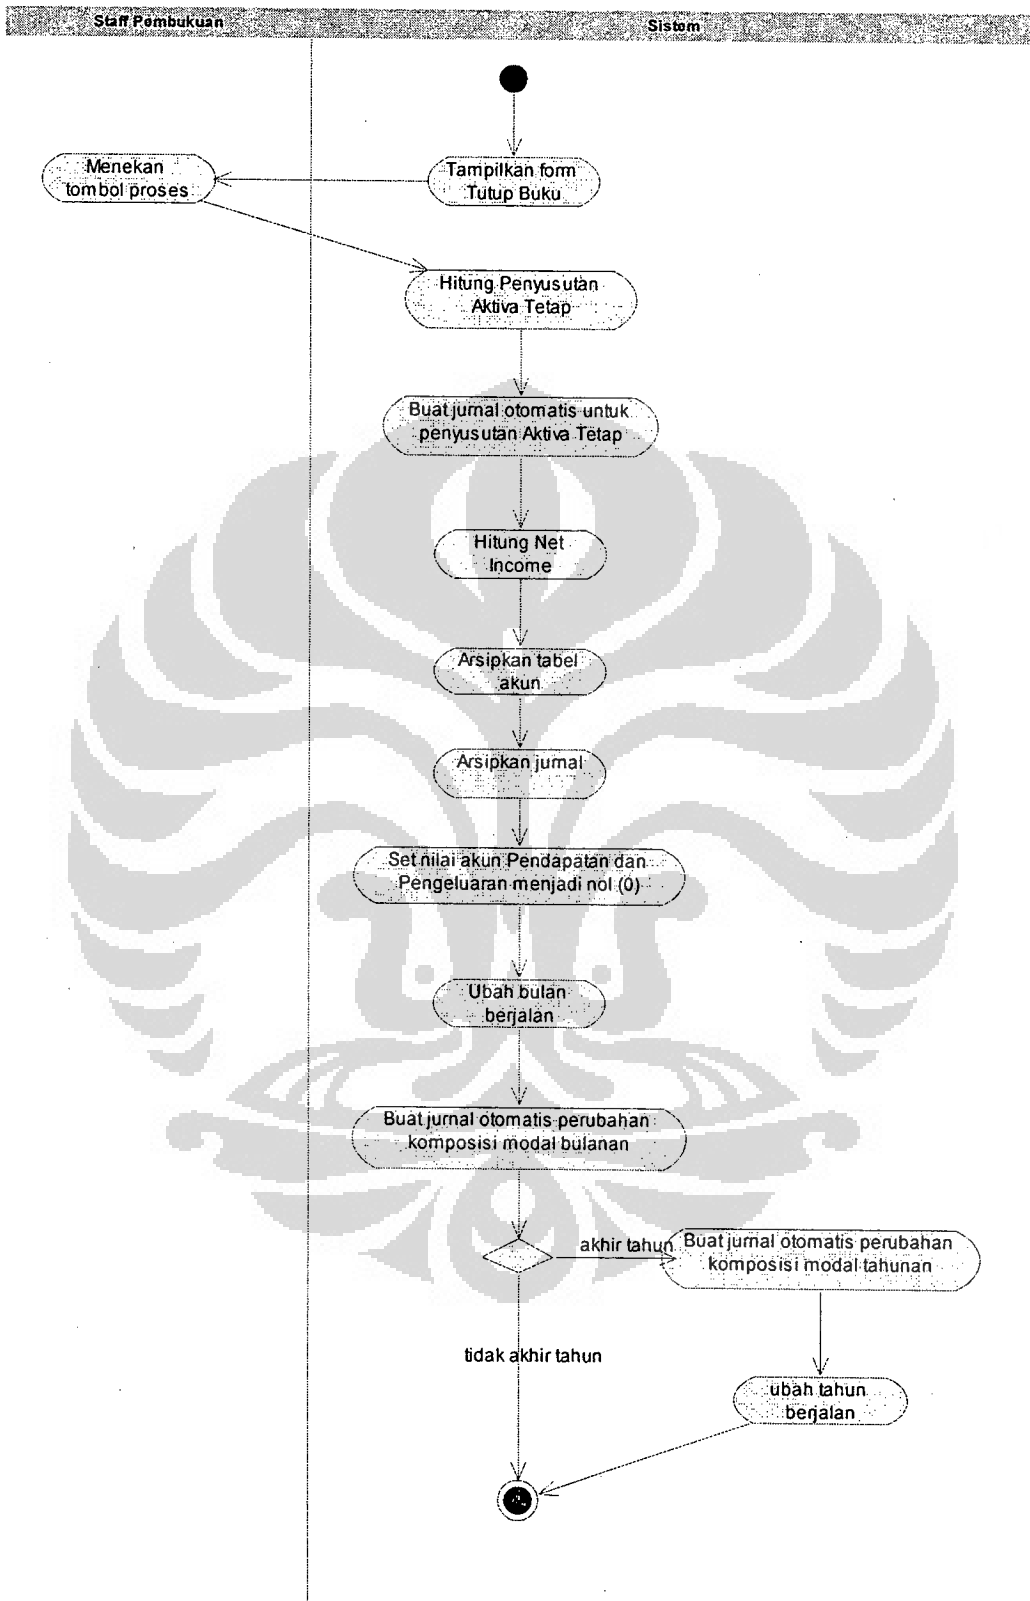 Staff Pembukuan
Sistem
Tampilkan form
Tutup Buku
Menekan
tombol proses
Hitung Penyusutan
Aktiva Tetap
Buat jurnal otomatis untuk
penyusutan Aktiva Tetap
Hitung Net
Income
Arsipkan tabel
akun
Arsipkan jurnal
Set nilai akun Pendapatan dan
Pengeluaran menjadi nol (0)
Ubah bulan
berjalan
Buat jurnal otomatis perubahan
komposisi modal bulanan
akhir tahun
Buat jurnal otomatis perubahan
komposisi modal tahunan
tidak akhir tahun
ubah tahun
berjalan